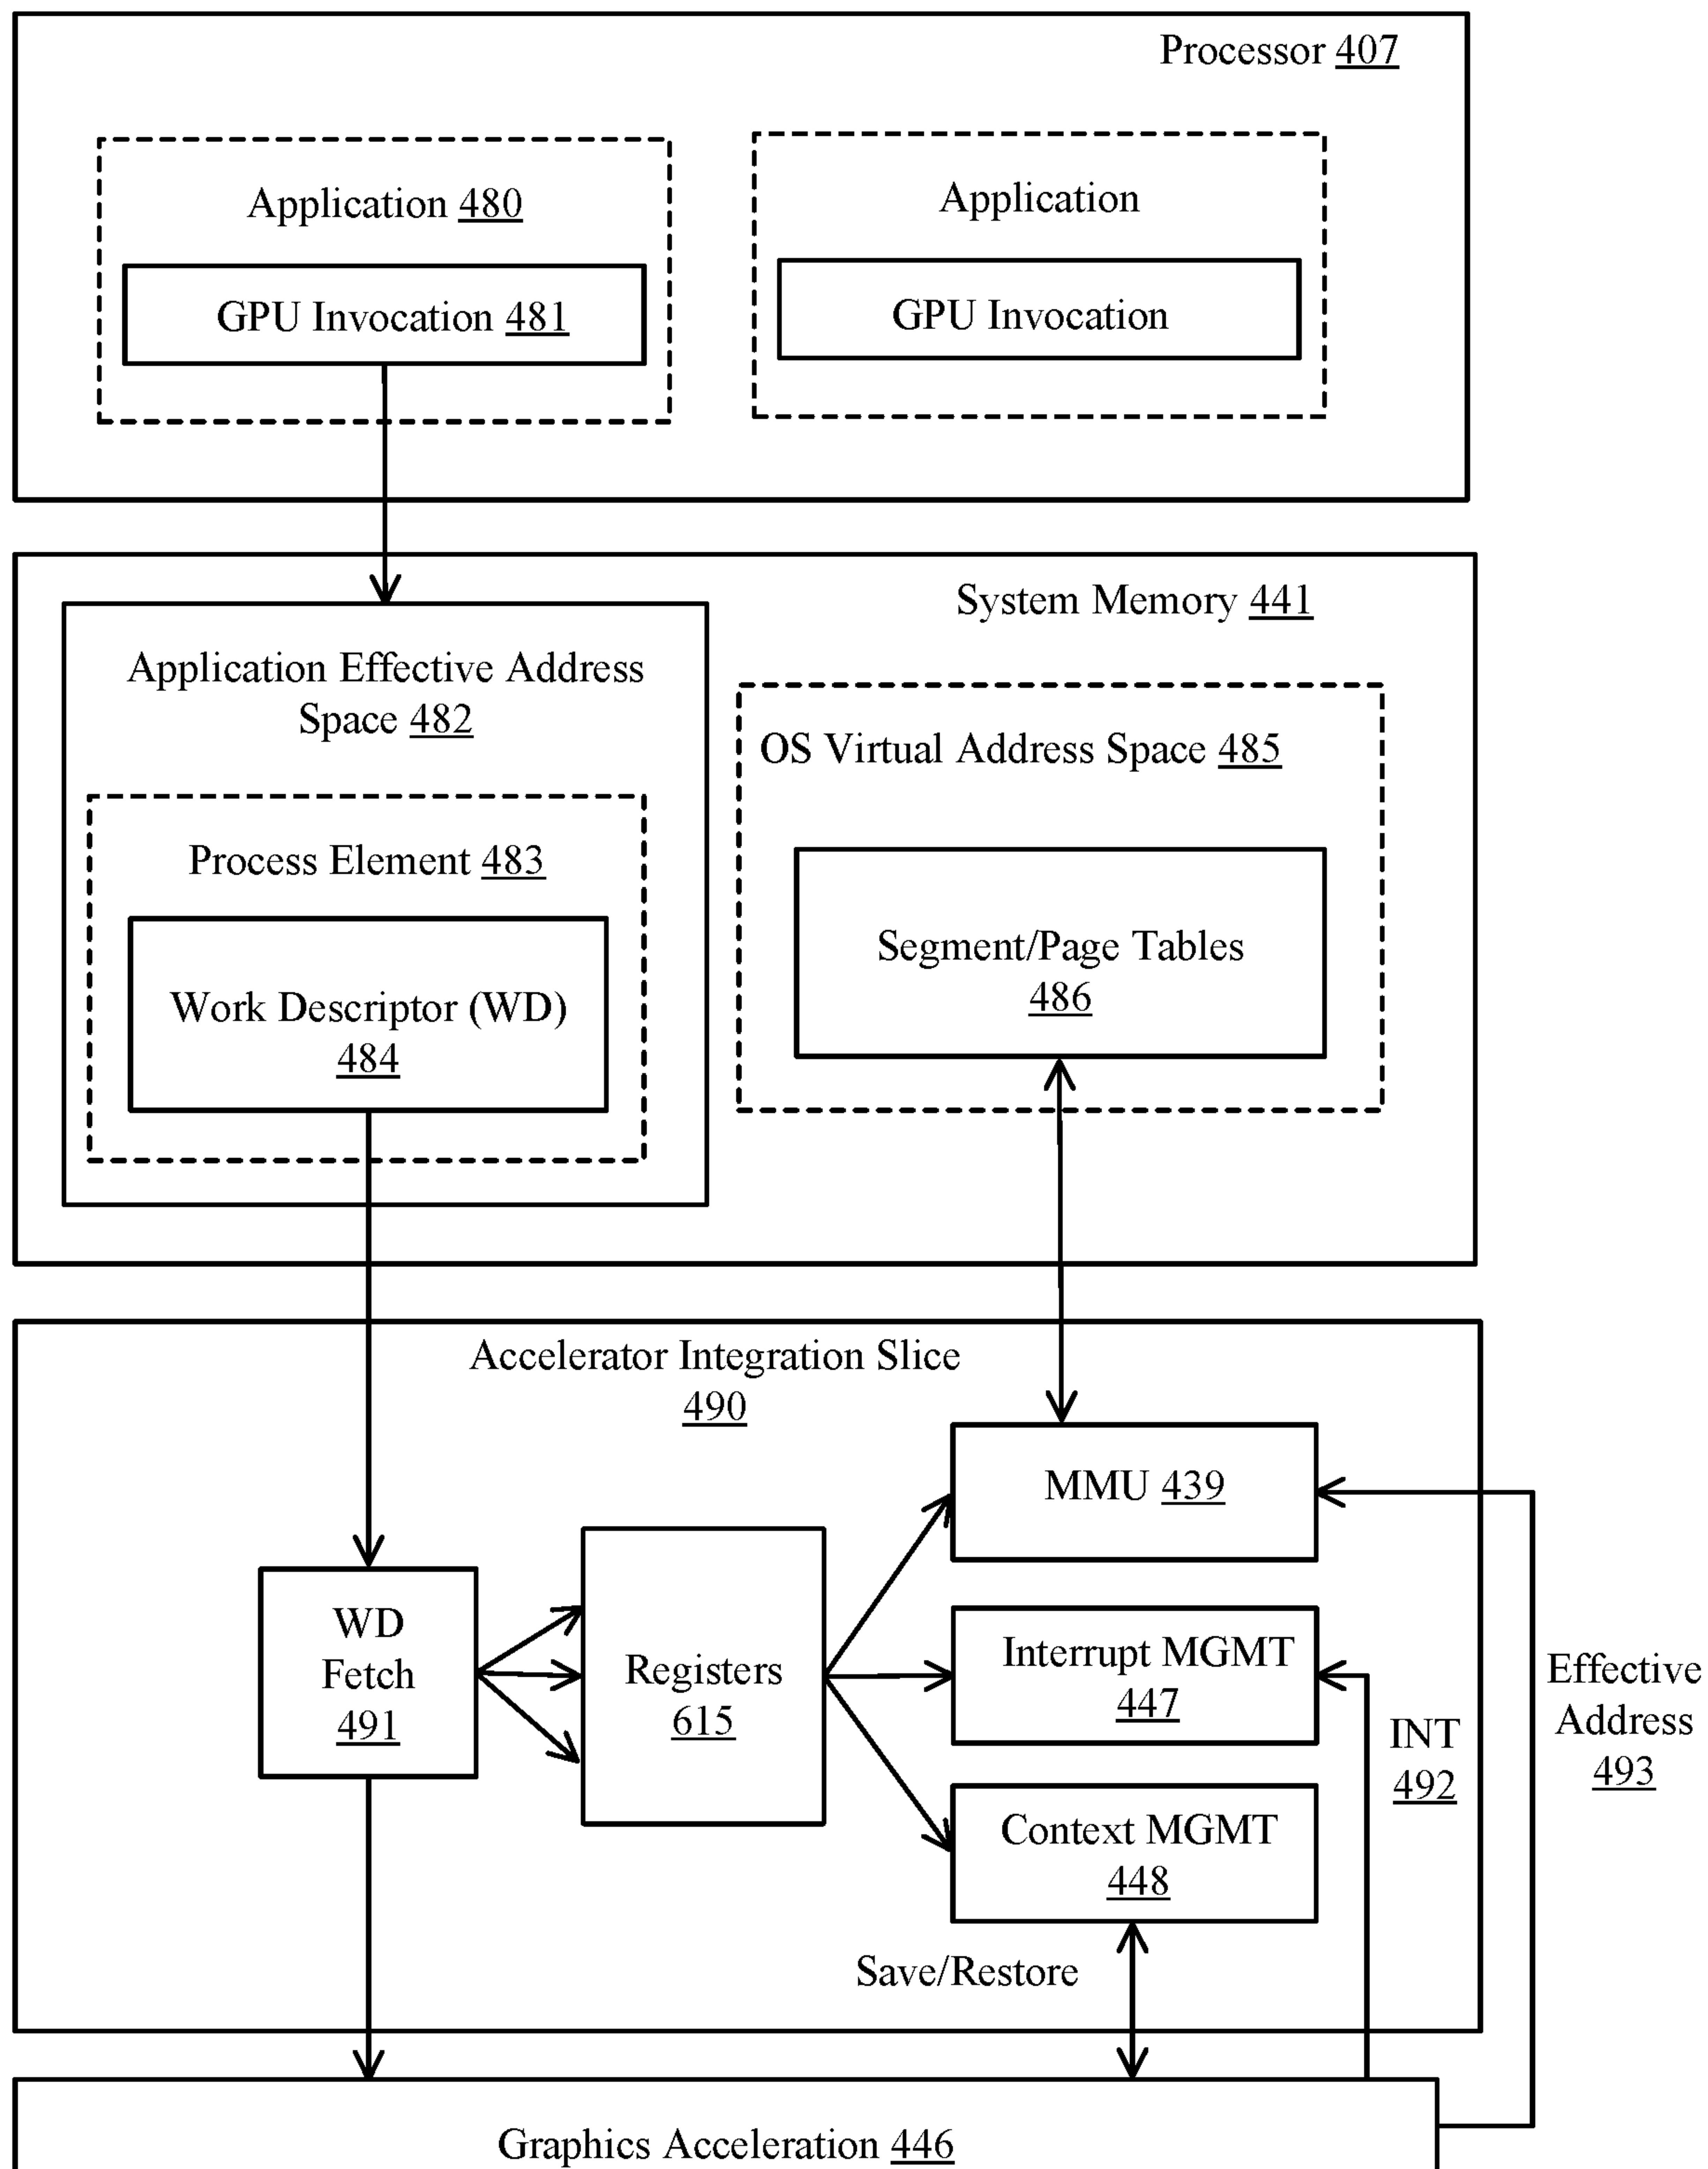 Processor 407
Application 480
Application
GPU Invocation 481
GPU Invocation
System Memory 441
Application Effective Address
Space 482
OS Virtual Address Space 485
Process Element 483
Segment/Page Tables
486
Work Descriptor (WD)
484
Accelerator Integration Slice
490
MMU 439
WD
Fetch
491
Registers
615
Interrupt MGMT
447
Effective
Address
493
INT
492
Context MGMT
448
Save/Restore
Graphics Acceleration 446